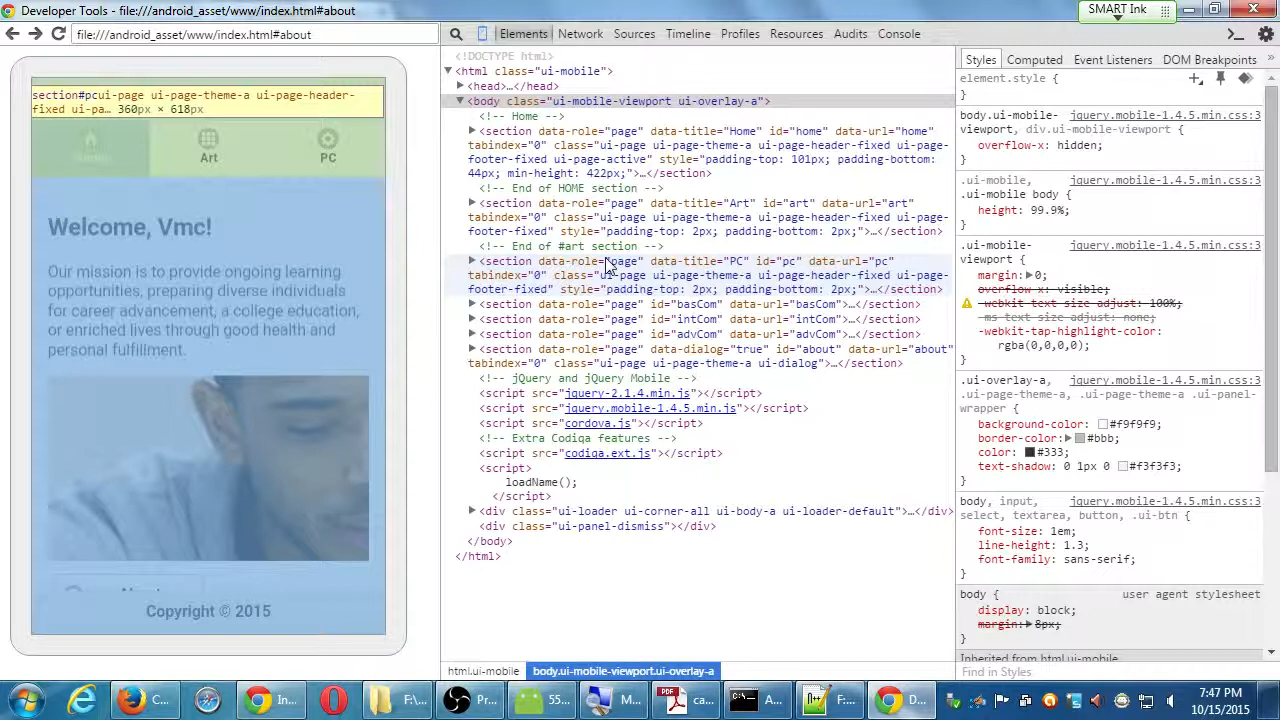 Developer Tools - file:///android_asset/www/index.html#about
SMART Ink
file:///android_asset/www/index.html#about
Elements Network Sources Timeline Profiles Resources Audits Console
section#pcui-page ui-page-theme-a ui-page-header-
fixed ui-pa… 360px × 618px
Art
PC
Welcome, Vmc!
Our mission is to provide ongoing learning
opportunities, preparing diverse individuals
for career advancement, a college education,
or enriched lives through good health and
personal fulfillment.
Copyright © 2015
<!DOCTYPE html>
<html class="ui-mobile">
<head>…</head>
<body class="ui-mobile-viewport ui-overlay-a">
<!-- Home -->
<section data-role="page" data-title="Home" id="home" data-url="home"
tabindex="0" class="ui-page ui-page-theme-a ui-page-header-fixed ui-page-
footer-fixed ui-page-active" style="padding-top: 101px; padding-bottom:
44px; min-height: 422px;">…</section>
<!-- End of HOME section -->
<section data-role="page" data-title="Art" id="art" data-url="art"
tabindex="0" class="ui-page ui-page-theme-a ui-page-header-fixed ui-page-
footer-fixed" style="padding-top: 2px; padding-bottom: 2px;">…</section>
<!-- End of #art section -->
<section data-role="page" data-title="PC" id="pc" data-url="pc"
tabindex="0" class="ui-page ui-page-theme-a ui-page-header-fixed ui-page-
footer-fixed" style="padding-top: 2px; padding-bottom: 2px;">…</section>
<section data-role="page" id="basCom" data-url="basCom">…</section>
<section data-role="page" id="intCom" data-url="intCom">…</section>
<section data-role="page" id="advCom" data-url="advCom">…</section>
<section data-role="page" data-dialog="true" id="about" data-url="about"
tabindex="0" class="ui-page ui-page-theme-a ui-dialog">…</section>
<!-- jQuery and jQuery Mobile -->
<script src="jquery-2.1.4.min.js"></script>
<script src="jquery.mobile-1.4.5.min.js"></script>
<script src="cordova.js"></script>
<!-- Extra Codiqa features -->
<script src="codiqa.ext.js"></script>
<script>
loadName();
</script>
<div class="ui-loader ui-corner-all ui-body-a ui-loader-default">…</div>
<div class="ui-panel-dismiss"></div>
</body>
</html>
html.ui-mobile body.ui-mobile-viewport.ui-overlay-a
Styles Computed Event Listeners DOM Breakpoints
element.style {
}
body.ui-mobile- jquery.mobile-1.4.5.min.css:3
viewport, div.ui-mobile-viewport {
overflow-x: hidden;
}
.ui-mobile, jquery.mobile-1.4.5.min.css:3
.ui-mobile body {
height: 99.9%;
}
.ui-mobile- jquery.mobile-1.4.5.min.css:3
viewport {
margin: 0;
overflow-x: visible;
-webkit-text-size-adjust: 100%;
-ms-text-size-adjust: none;
-webkit-tap-highlight-color:
rgba(0,0,0,0);
}
.ui-overlay-a, jquery.mobile-1.4.5.min.css:3
.ui-page-theme-a, .ui-page-theme-a .ui-panel-
wrapper {
background-color: #f9f9f9;
border-color: #bbb;
color: #333;
text-shadow: 0 1px 0 #f3f3f3;
}
body, input, jquery.mobile-1.4.5.min.css:3
select, textarea, button, .ui-btn {
font-size: 1em;
line-height: 1.3;
font-family: sans-serif;
}
body { user agent stylesheet
display: block;
margin: 8px;
}
Inherited from html.ui-mobile
Find in Styles
C... In... F:\... Pr... 55... M... ca... A... F:... D...
7:47 PM
10/15/2015